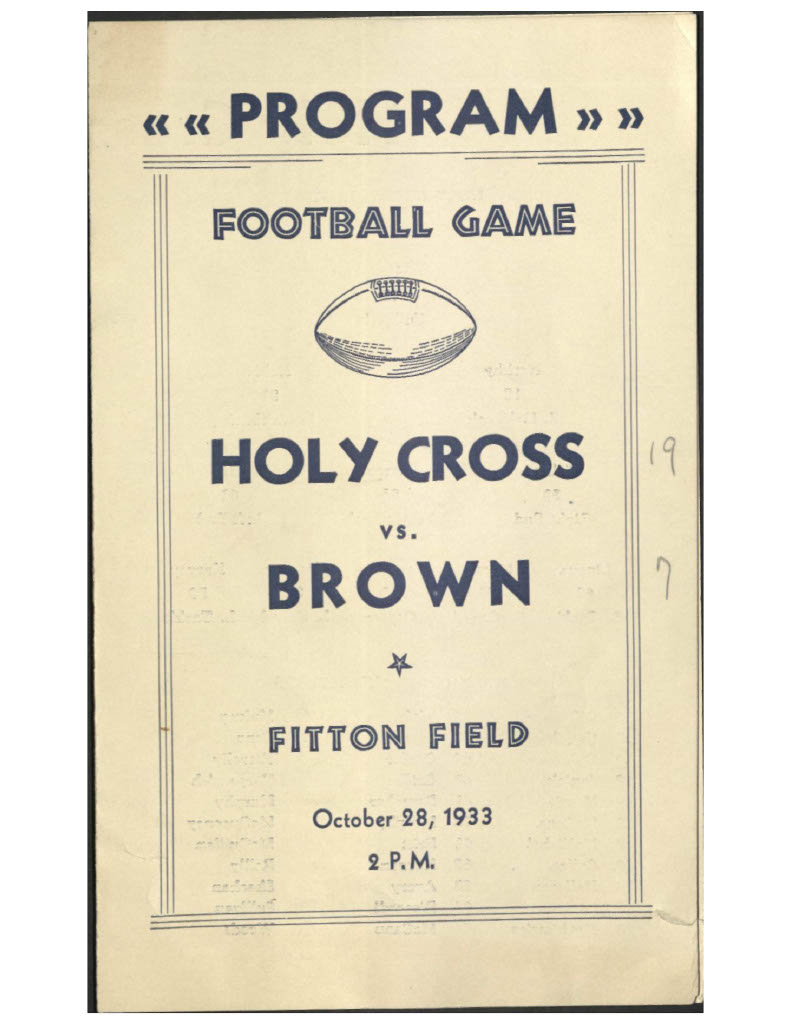 « « PROGRAM » »
FOOTBALL GAME
HOLY CROSS
19
vs.
BROWN
7
FITTON FIELD
October 28, 1933
2 P.M.